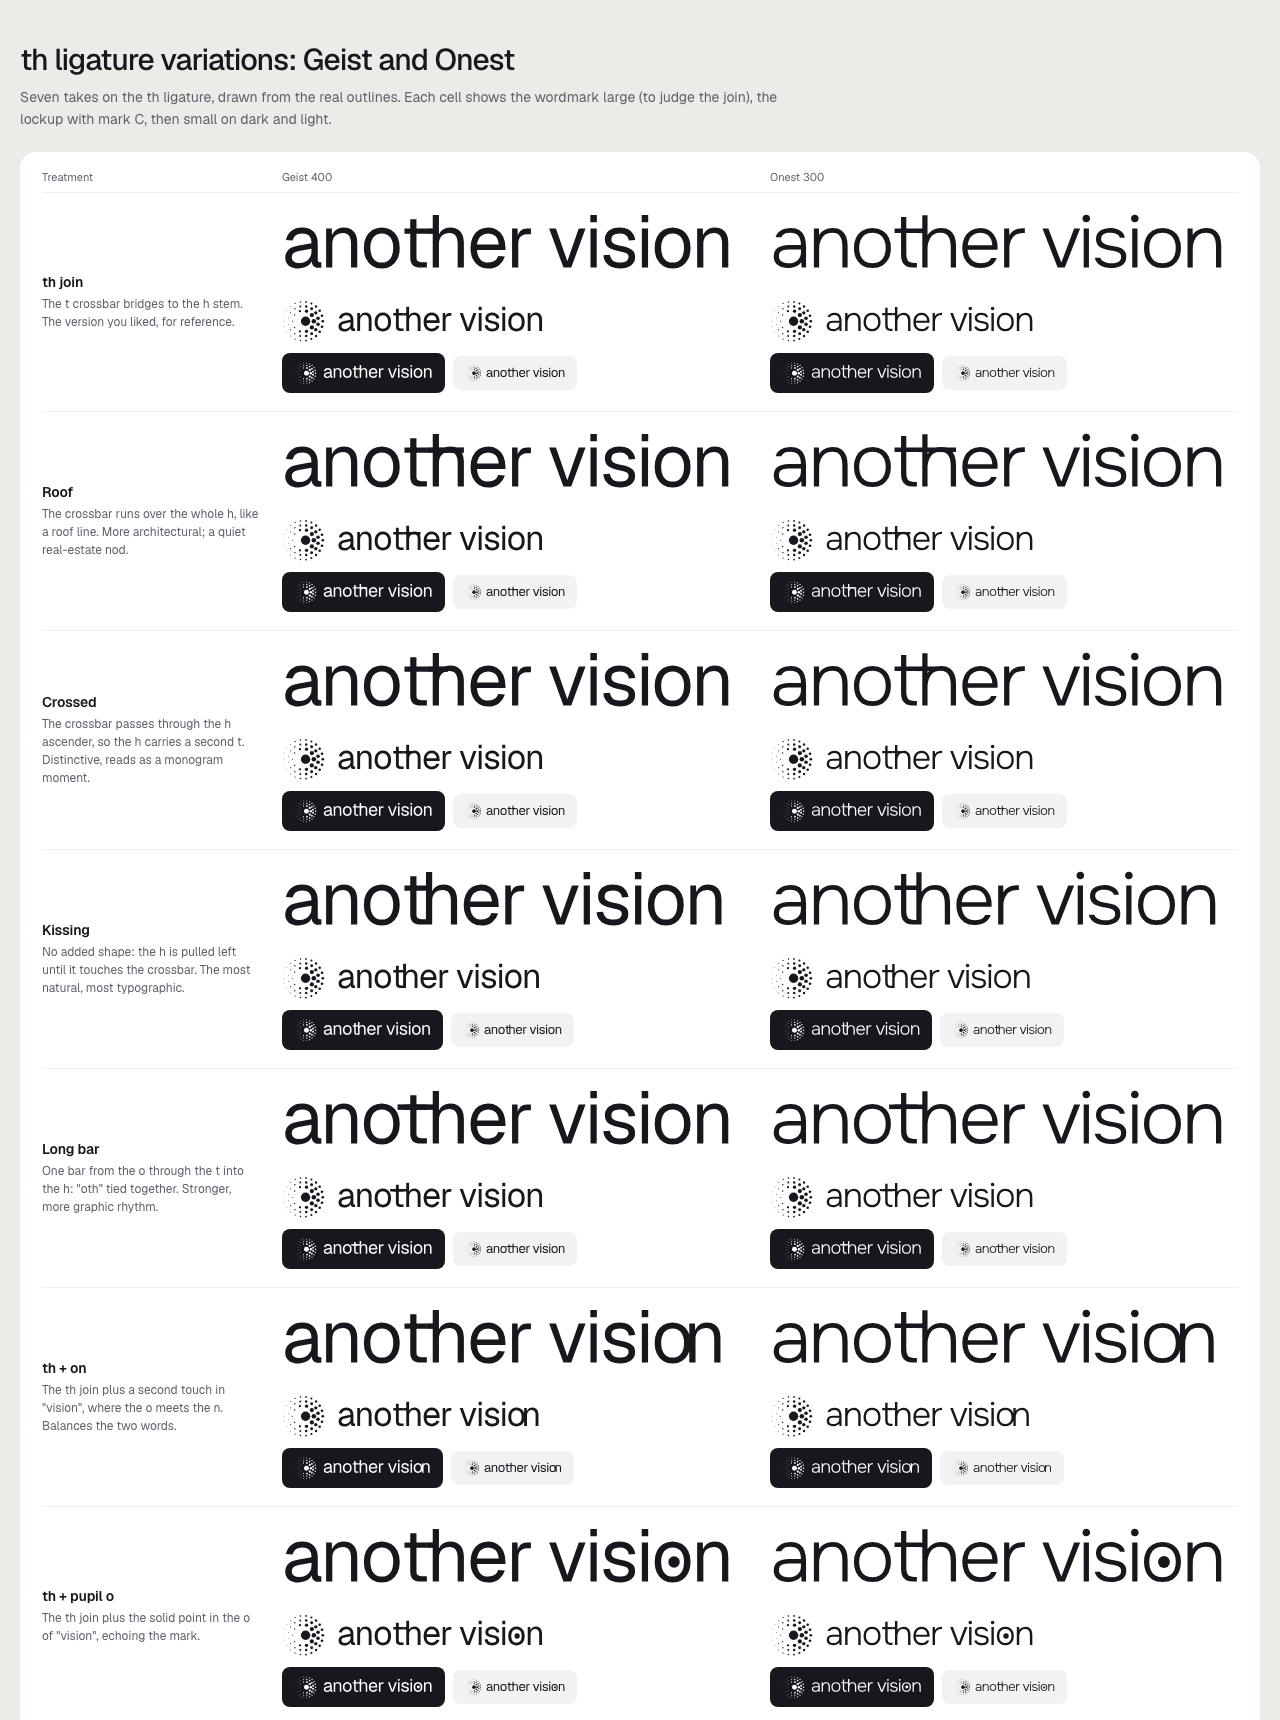 th ligature variations: Geist and Onest
Seven takes on the th ligature, drawn from the real outlines. Each cell shows the wordmark large (to judge the join), the
lockup with mark C, then small on dark and light.
Treatment Geist 400 Onest 300
another vision another vision
th join
The t crossbar bridges to the h stem.
The version you liked, for reference.
another vision another vision
another vision another vision another vision another vision
another vision another vision
Roof
The crossbar runs over the whole h, like
a roof line. More architectural; a quiet
real-estate nod.
another vision another vision
another vision another vision another vision another vision
another vision another vision
Crossed
The crossbar passes through the h
ascender, so the h carries a second t.
Distinctive, reads as a monogram
moment.
another vision another vision
another vision another vision another vision another vision
another vision another vision
Kissing
No added shape: the h is pulled left
until it touches the crossbar. The most
natural, most typographic.
another vision another vision
another vision another vision another vision another vision
another vision another vision
Long bar
One bar from the o through the t into
the h: "oth" tied together. Stronger,
more graphic rhythm.
another vision another vision
another vision another vision another vision another vision
another vision another vision
th + on
The th join plus a second touch in
"vision", where the o meets the n.
Balances the two words.
another vision another vision
another vision another vision another vision another vision
another vision another vision
th + pupil o
The th join plus the solid point in the o
of "vision", echoing the mark.
another vision another vision
another vision another vision another vision another vision